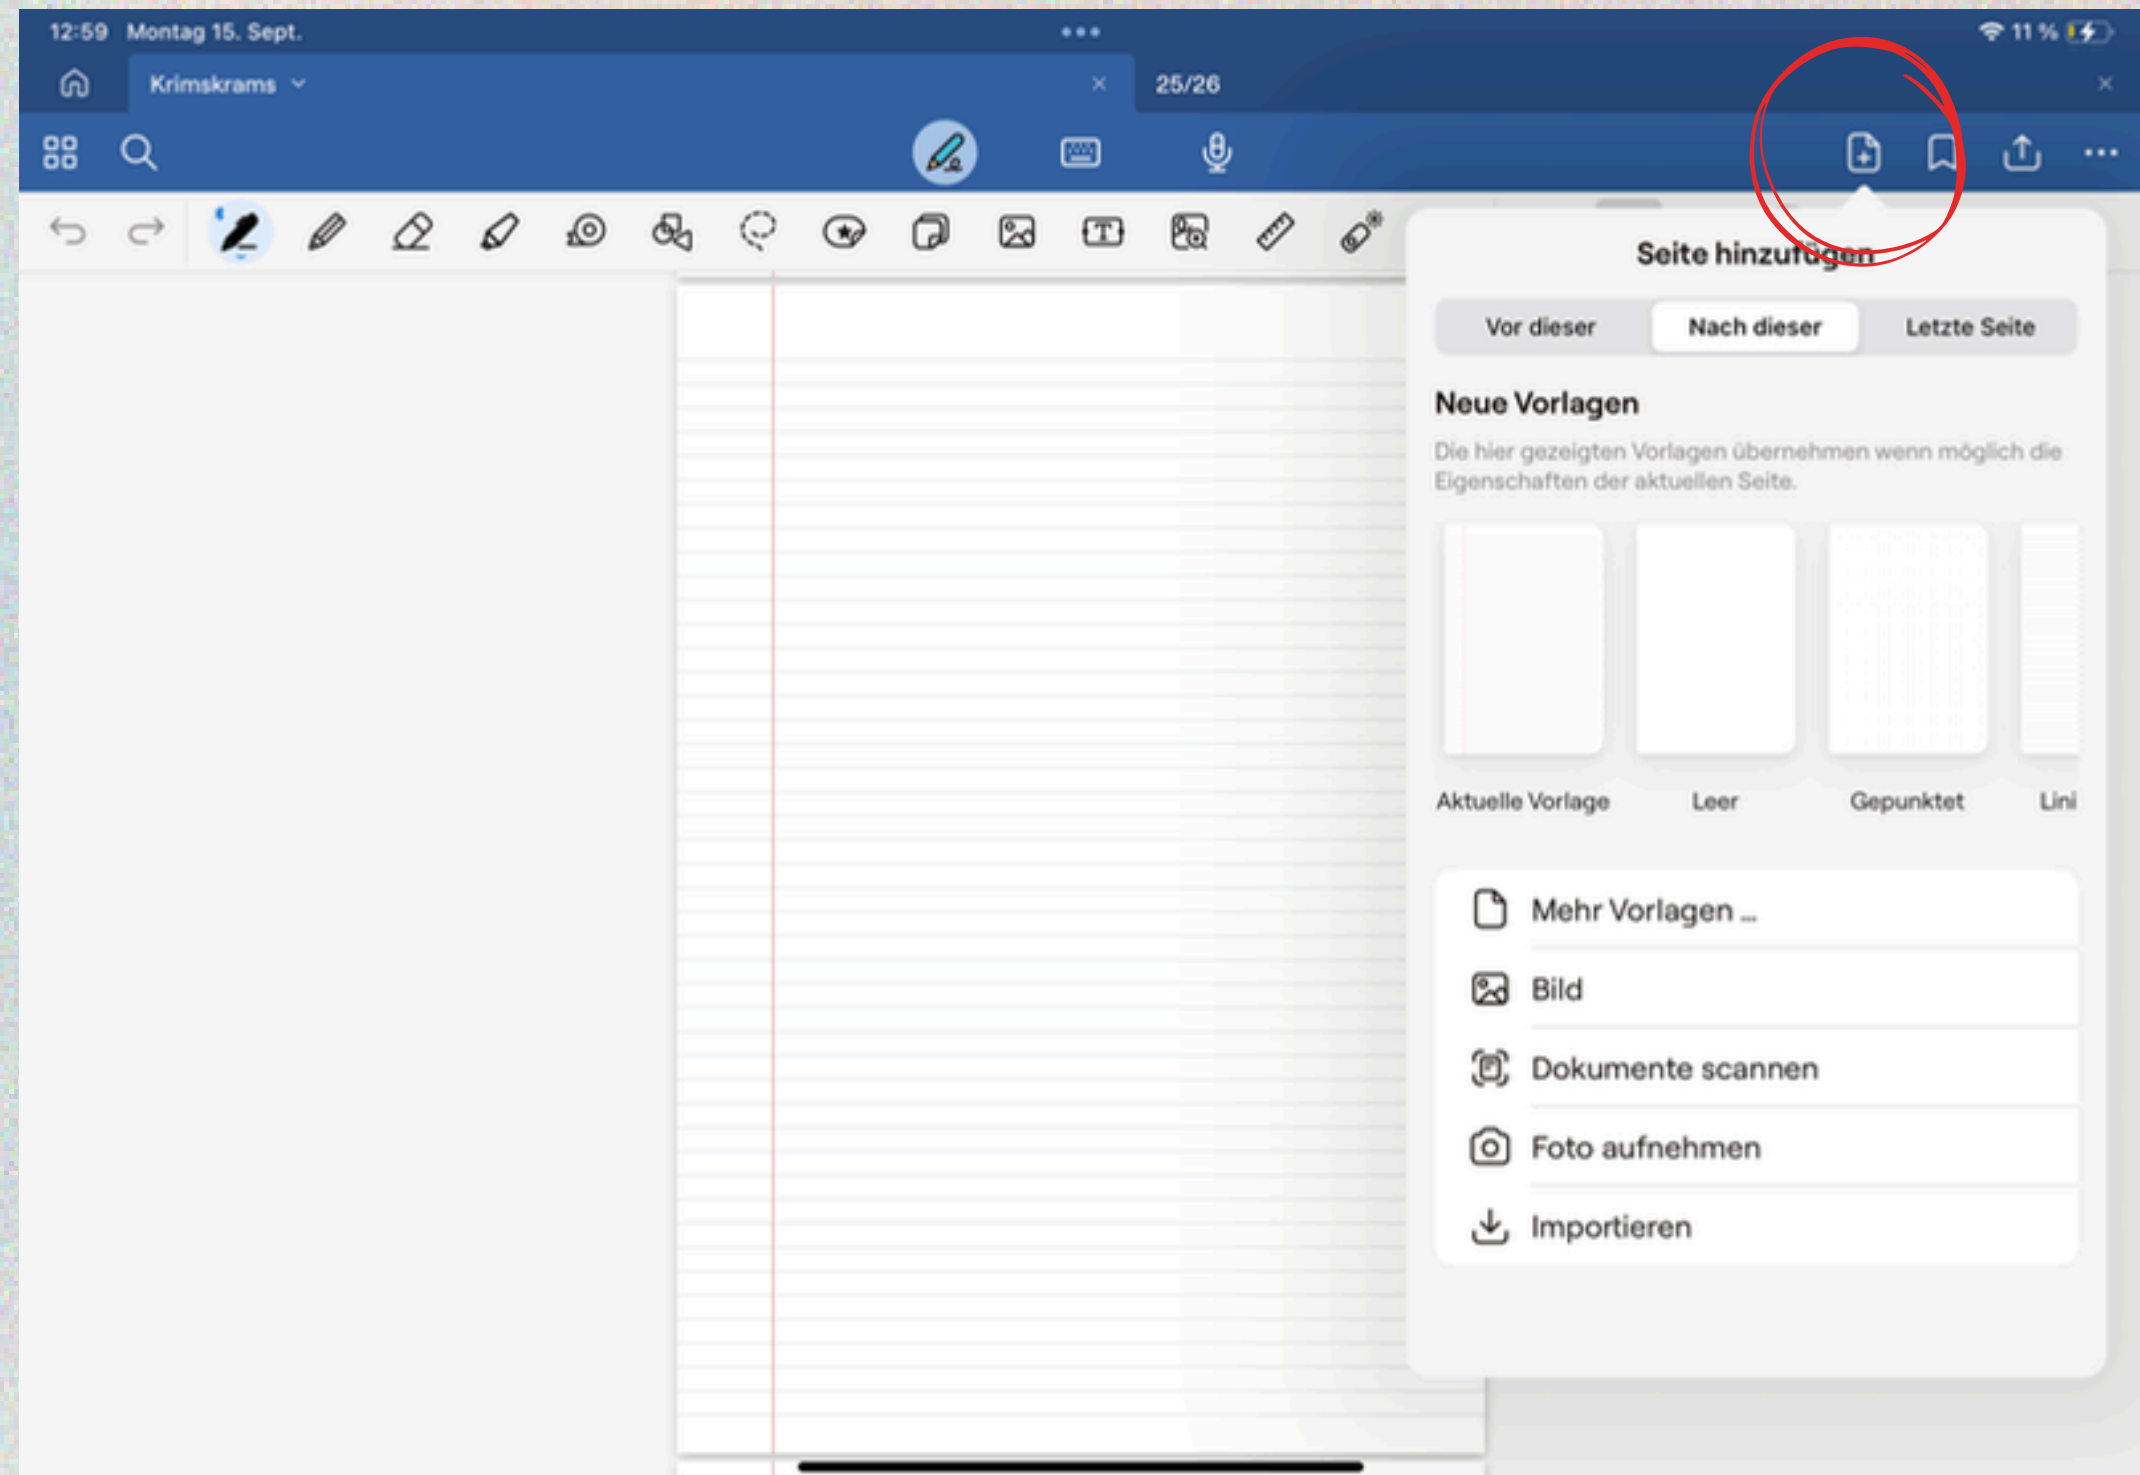 12:59 Montag 15. Sept.
11 %
Krimskrams
25/26
Seite hinzufügen
Vor dieser Nach dieser Letzte Seite
Neue Vorlagen
Die hier gezeigten Vorlagen übernehmen wenn möglich die
Eigenschaften der aktuellen Seite.
Aktuelle Vorlage Leer Gepunktet Lini
Mehr Vorlagen ...
Bild
Dokumente scannen
Foto aufnehmen
Importieren